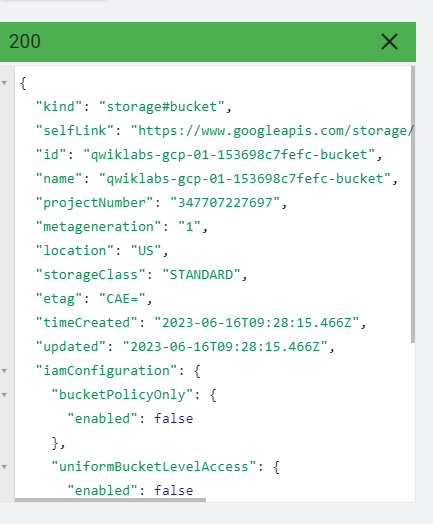 200
{
"kind": "storage#bucket",
"selfLink": "https://www.googleapis.com/storage/
"id": "qwiklabs-gcp-01-153698c7fefc-bucket",
"name": "qwiklabs-gcp-01-153698c7fefc-bucket",
"projectNumber": "347707227697",
"metageneration": "1",
"location": "US",
"storageClass": "STANDARD",
"etag": "CAE=",
"timeCreated": "2023-06-16T09:28:15.466Z",
"updated": "2023-06-16T09:28:15.466Z",
"iamConfiguration": {
"bucketPolicyOnly": {
"enabled": false
},
"uniformBucketLevelAccess": {
"enabled": false